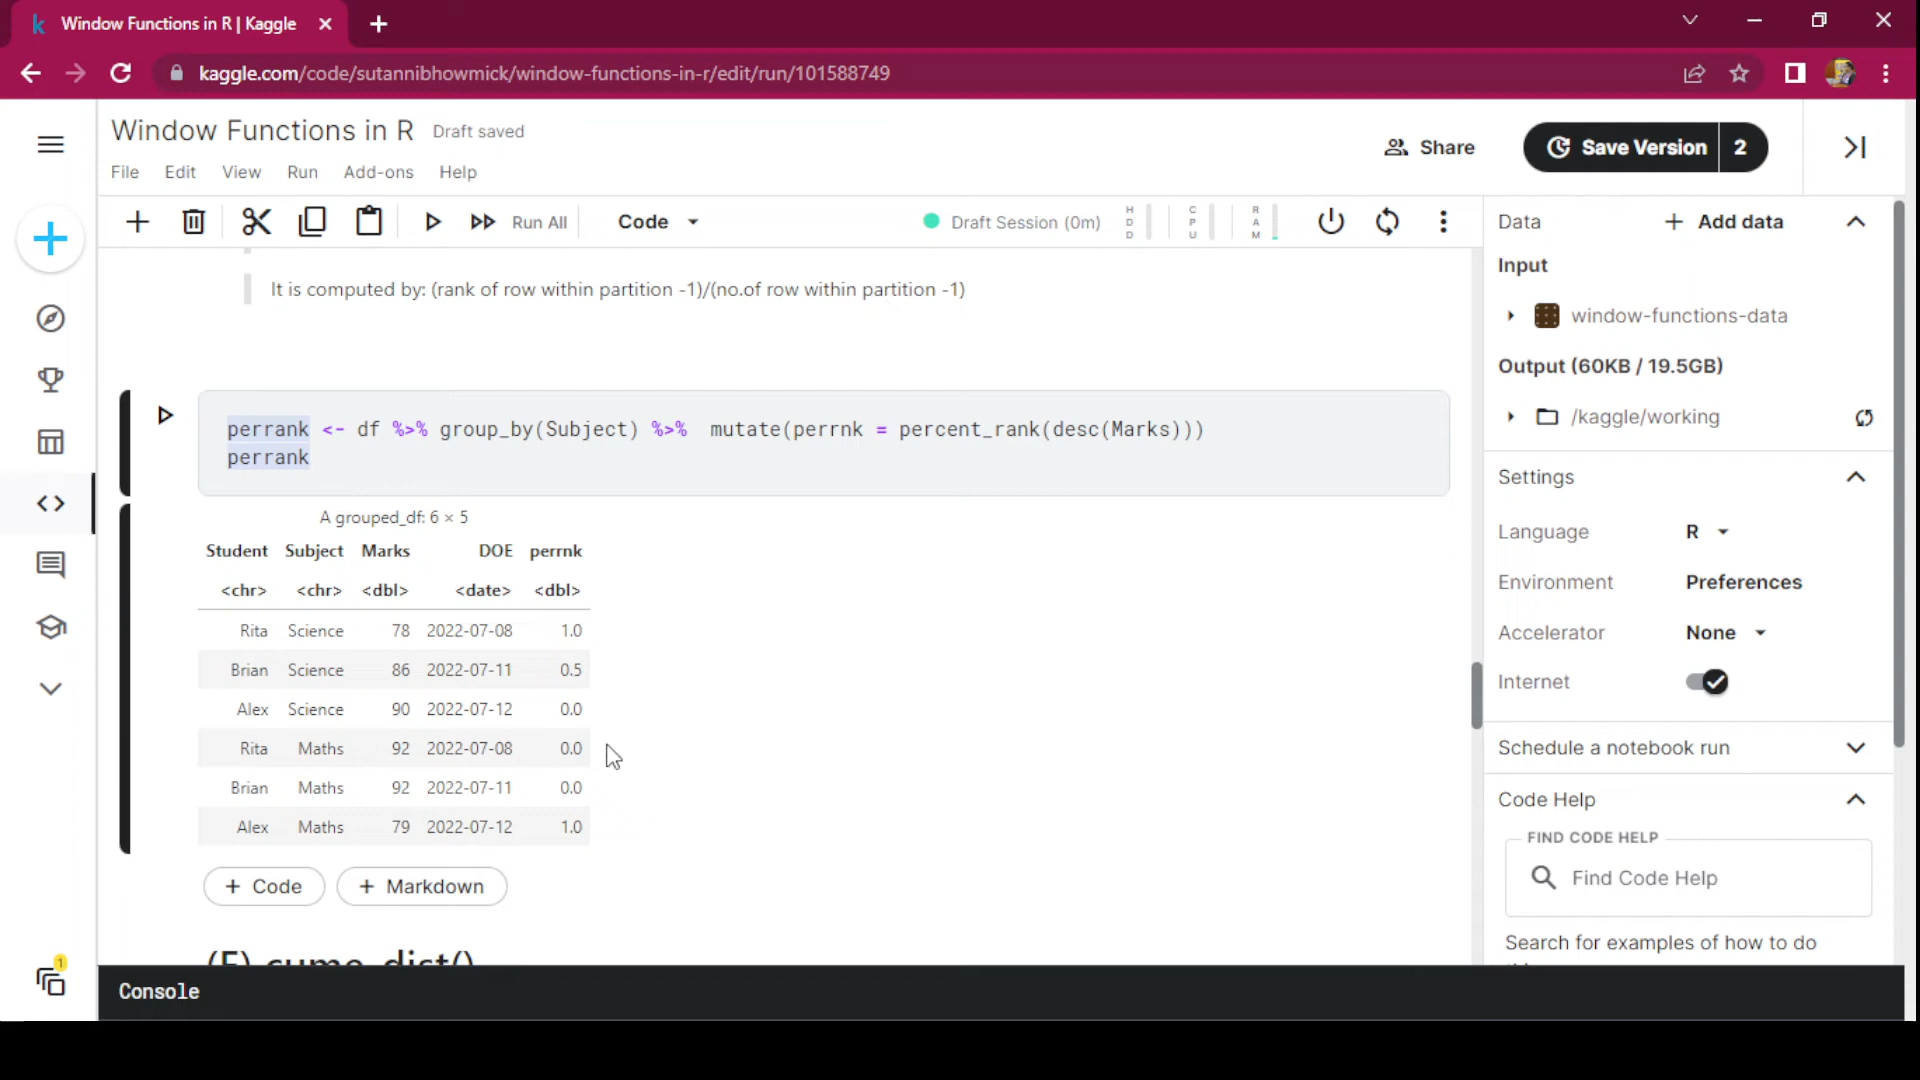 Window Functions in R | Kaggle
kaggle.com/code/sutannibhowmick/window-functions-in-r/edit/run/101588749
Window Functions in R Draft saved
Share
Save Version 2
File Edit View Run Add-ons Help
Run All Code Draft Session (0m) HDD CPU RAM
Data + Add data
Input
window-functions-data
Output (60KB / 19.5GB)
/kaggle/working
It is computed by: (rank of row within partition -1)/(no.of row within partition -1)
perrank <- df %>% group_by(Subject) %>%  mutate(perrnk = percent_rank(desc(Marks)))
perrank
A grouped_df: 6 × 5
Student Subject Marks DOE perrnk
<chr> <chr> <dbl> <date> <dbl>
Rita Science 78 2022-07-08 1.0
Brian Science 86 2022-07-11 0.5
Alex Science 90 2022-07-12 0.0
Rita Maths 92 2022-07-08 0.0
Brian Maths 92 2022-07-11 0.0
Alex Maths 79 2022-07-12 1.0
+ Code + Markdown
(E) cume_dist()
Settings
Language R
Environment Preferences
Accelerator None
Internet
Schedule a notebook run
Code Help
FIND CODE HELP
Find Code Help
Search for examples of how to do
1
Console